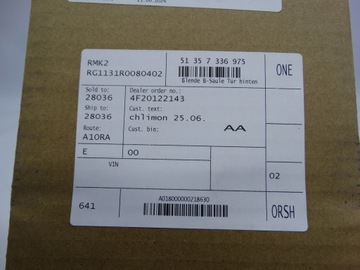 RMK2
RG1131R0080402
51 35 7 336 975
Blende B-Säule Tür hinten
ONE
Sold to:
28036
Ship to:
28036
Route:
A10RA
Dealer order no.:
4F20122143
Cust. text:
chlimon 25.06.
Cust. bin:
AA
E
00
VIN
02
641
A018000000218630
ORSH